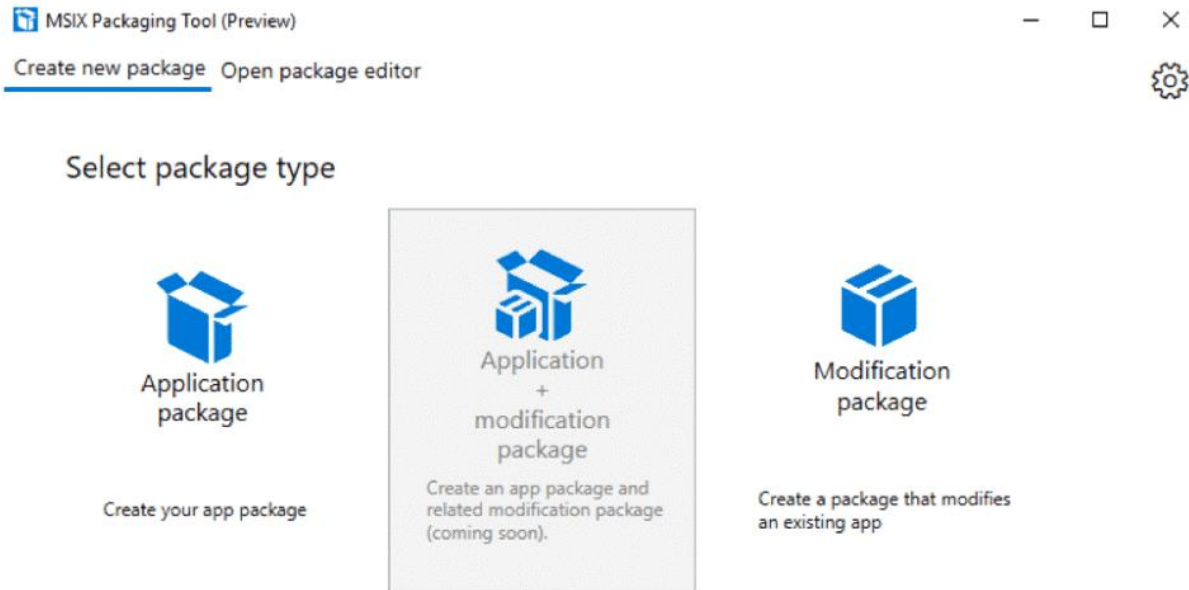 MSIX Packaging Tool (Preview)
Create new package Open package editor
Select package type
Application
package
Create your app package
Application
+
modification
package
Create an app package and
related modification package
(coming soon).
Modification
package
Create a package that modifies
an existing app